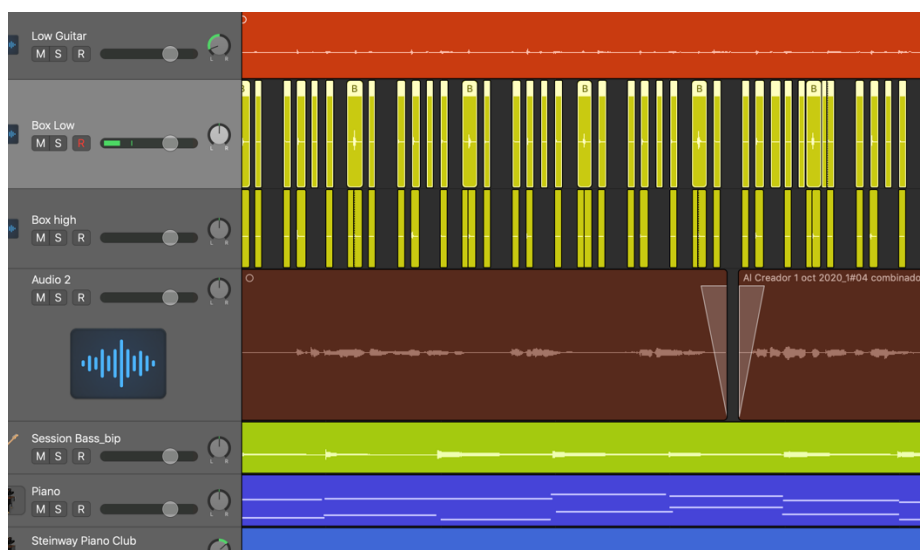 Low Guitar
M S R
L R
B B B B B
Box Low
M S R
L R
Box high
M S R
L R
Audio 2
Al Creador 1 oct 2020_1#04 combinado
M S R
L R
Session Bass_bip
M S R
L R
Piano
M S R
L R
Steinway Piano Club